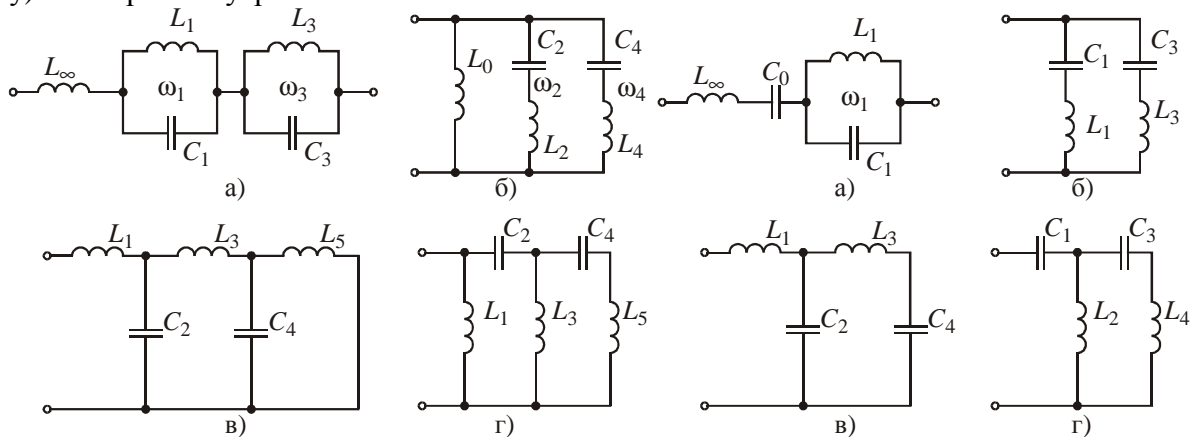 L₁ L₃
L∞ ω₁ ω₃
C₁ C₃
а)
C₂ C₄
L₀ ω₂ ω₄
L₂ L₄
б)
L₁
L∞ C₀ ω₁
C₁
а)
C₁ C₃
L₁ L₃
б)
L₁ L₃ L₅
C₂ C₄
в)
C₂ C₄
L₁ L₃ L₅
г)
L₁ L₃
C₂ C₄
в)
C₁ C₃
L₂ L₄
г)